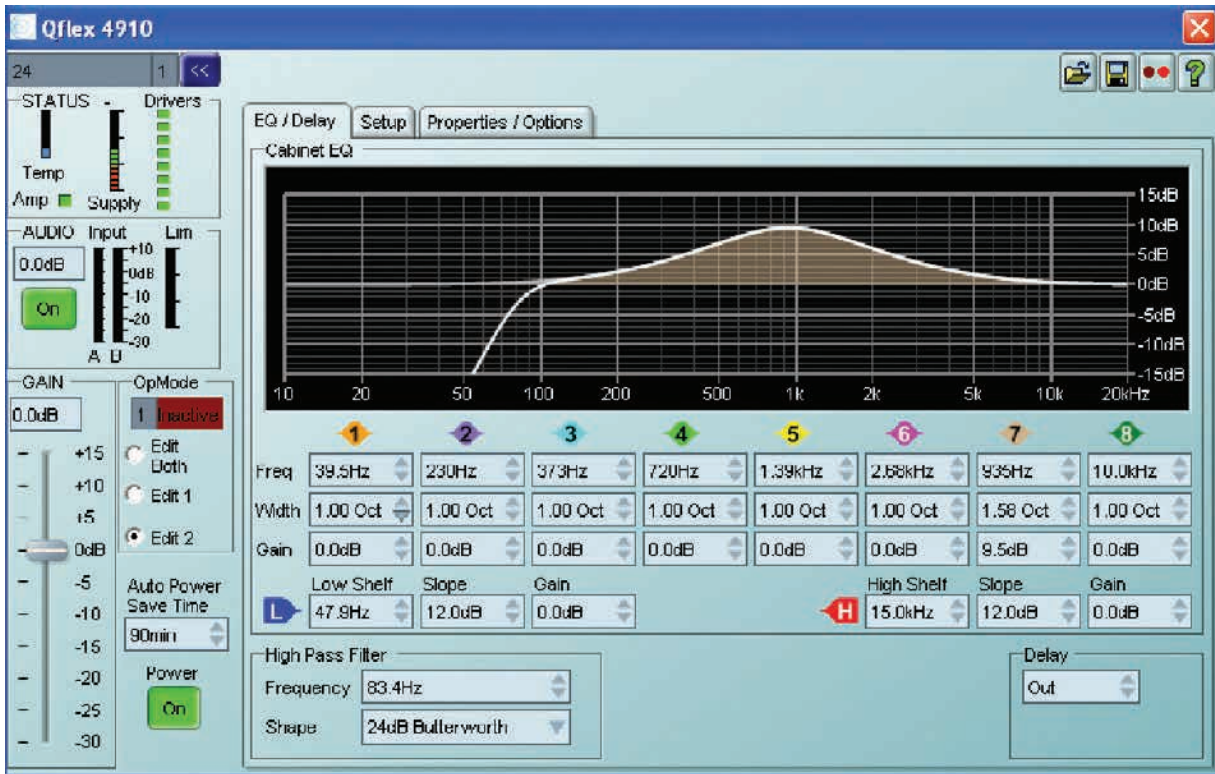 Qflex 4910
24 1 <<
STATUS - Drivers
Temp
Amp Supply
AUDIO Input Lim
0.0dB
+10
0dB
-10
-20
-30
On
A B
GAIN
0.0dB
+15
+10
+5
0dB
-5
-10
-15
-20
-25
-30
OpMode
1 Inactive
Edit Both
Edit 1
Edit 2
Auto Power
Save Time
90min
Power
On
EQ / Delay Setup Properties / Options
Cabinet EQ
15dB
10dB
5dB
0dB
-5dB
-10dB
-15dB
10 20 50 100 200 500 1k 2k 5k 10k 20kHz
1 2 3 4 5 6 7 8
Freq 39.5Hz 230Hz 373Hz 720Hz 1.39kHz 2.68kHz 935Hz 10.0kHz
Width 1.00 Oct 1.00 Oct 1.00 Oct 1.00 Oct 1.00 Oct 1.00 Oct 1.58 Oct 1.00 Oct
Gain 0.0dB 0.0dB 0.0dB 0.0dB 0.0dB 0.0dB 9.5dB 0.0dB
Low Shelf Slope Gain High Shelf Slope Gain
L 47.9Hz 12.0dB 0.0dB H 15.0kHz 12.0dB 0.0dB
High Pass Filter
Frequency 83.4Hz
Shape 24dB Butterworth
Delay
Out